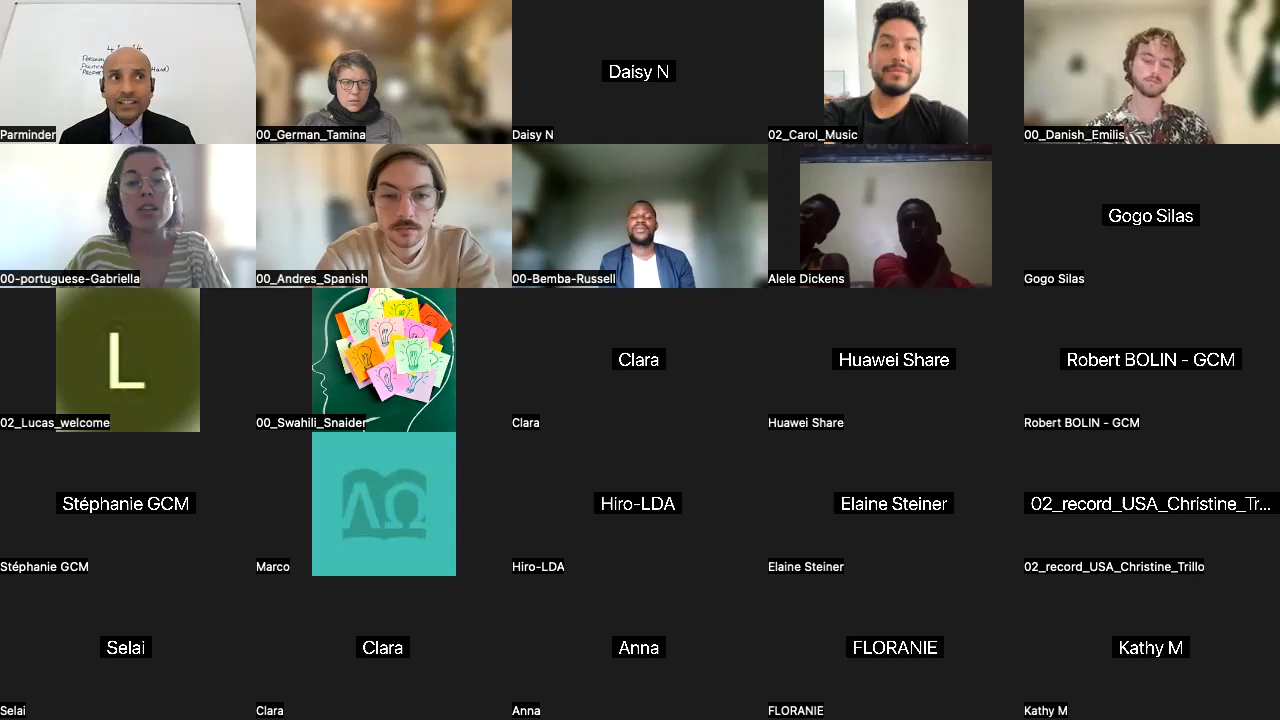 Parminder
00_German_Tamina
Daisy N
Daisy N
02_Carol_Music
00_Danish_Emilis
00-portuguese-Gabriella
00_Andres_Spanish
00-Bemba-Russell
Alele Dickens
Gogo Silas
Gogo Silas
L
02_Lucas_welcome
00_Swahili_Snaider
Clara
Clara
Huawei Share
Huawei Share
Robert BOLIN - GCM
Robert BOLIN - GCM
Stéphanie GCM
Stéphanie GCM
ΛΩ
Marco
Hiro-LDA
Hiro-LDA
Elaine Steiner
Elaine Steiner
02_record_USA_Christine_Tr...
02_record_USA_Christine_Trillo
Selai
Selai
Clara
Clara
Anna
Anna
FLORANIE
FLORANIE
Kathy M
Kathy M